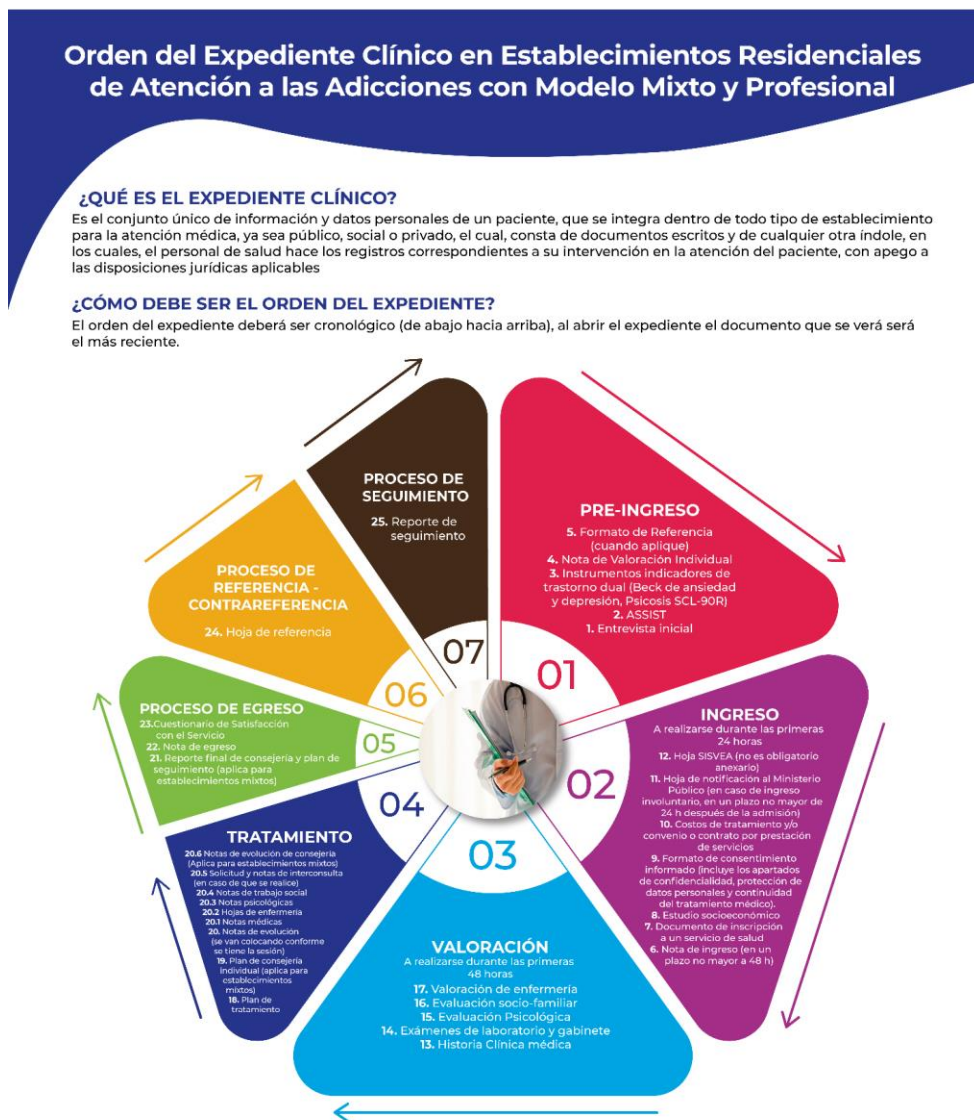 Orden del Expediente Clínico en Establecimientos Residenciales
de Atención a las Adicciones con Modelo Mixto y Profesional
¿QUÉ ES EL EXPEDIENTE CLÍNICO?
Es el conjunto único de información y datos personales de un paciente, que se integra dentro de todo tipo de establecimiento
para la atención médica, ya sea público, social o privado, el cual, consta de documentos escritos y de cualquier otra índole, en
los cuales, el personal de salud hace los registros correspondientes a su intervención en la atención del paciente, con apego a
las disposiciones jurídicas aplicables
¿CÓMO DEBE SER EL ORDEN DEL EXPEDIENTE?
El orden del expediente deberá ser cronológico (de abajo hacia arriba), al abrir el expediente el documento que se verá será
el más reciente.
PRE-INGRESO
5. Formato de Referencia
(cuando aplique)
4. Nota de Valoración Individual
3. Instrumentos indicadores de
trastorno dual (Beck de ansiedad
y depresión, Psicosis SCL-90R)
2. ASSIST
1. Entrevista inicial
01
INGRESO
A realizarse durante las primeras
24 horas
12. Hoja SISVEA (no es obligatorio
anexarlo)
11. Hoja de notificación al Ministerio
Público (en caso de ingreso
involuntario, en un plazo no mayor de
24 h después de la admisión)
10. Costos de tratamiento y/o
convenio o contrato por prestación
de servicios
9. Formato de consentimiento
informado (incluye los apartados
de confidencialidad, protección de
datos personales y continuidad
del tratamiento médico).
8. Estudio socioeconómico
7. Documento de inscripción
a un servicio de salud
6. Nota de ingreso (en un
plazo no mayor a 48 h)
02
03
VALORACIÓN
A realizarse durante las primeras
48 horas
17. Valoración de enfermería
16. Evaluación socio-familiar
15. Evaluación Psicológica
14. Exámenes de laboratorio y gabinete
13. Historia Clínica médica
04
TRATAMIENTO
20.6 Notas de evolución de consejería
(Aplica para establecimientos mixtos)
20.5 Solicitud y notas de interconsulta
(en caso de que se realice)
20.4 Notas de trabajo social
20.3 Notas psicológicas
20.2 Hojas de enfermería
20.1 Notas médicas
20. Notas de evolución
(se van colocando conforme
se tiene la sesión)
19. Plan de consejería
individual (aplica para
establecimientos
mixtos)
18. Plan de
tratamiento
PROCESO DE EGRESO
23.Cuestionario de Satisfacción
con el Servicio
22. Nota de egreso
21. Reporte final de consejería y plan de
seguimiento (aplica para
establecimientos mixtos)
05
PROCESO DE
REFERENCIA -
CONTRAREFERENCIA
24. Hoja de referencia
06
PROCESO DE
SEGUIMIENTO
25. Reporte de
seguimiento
07